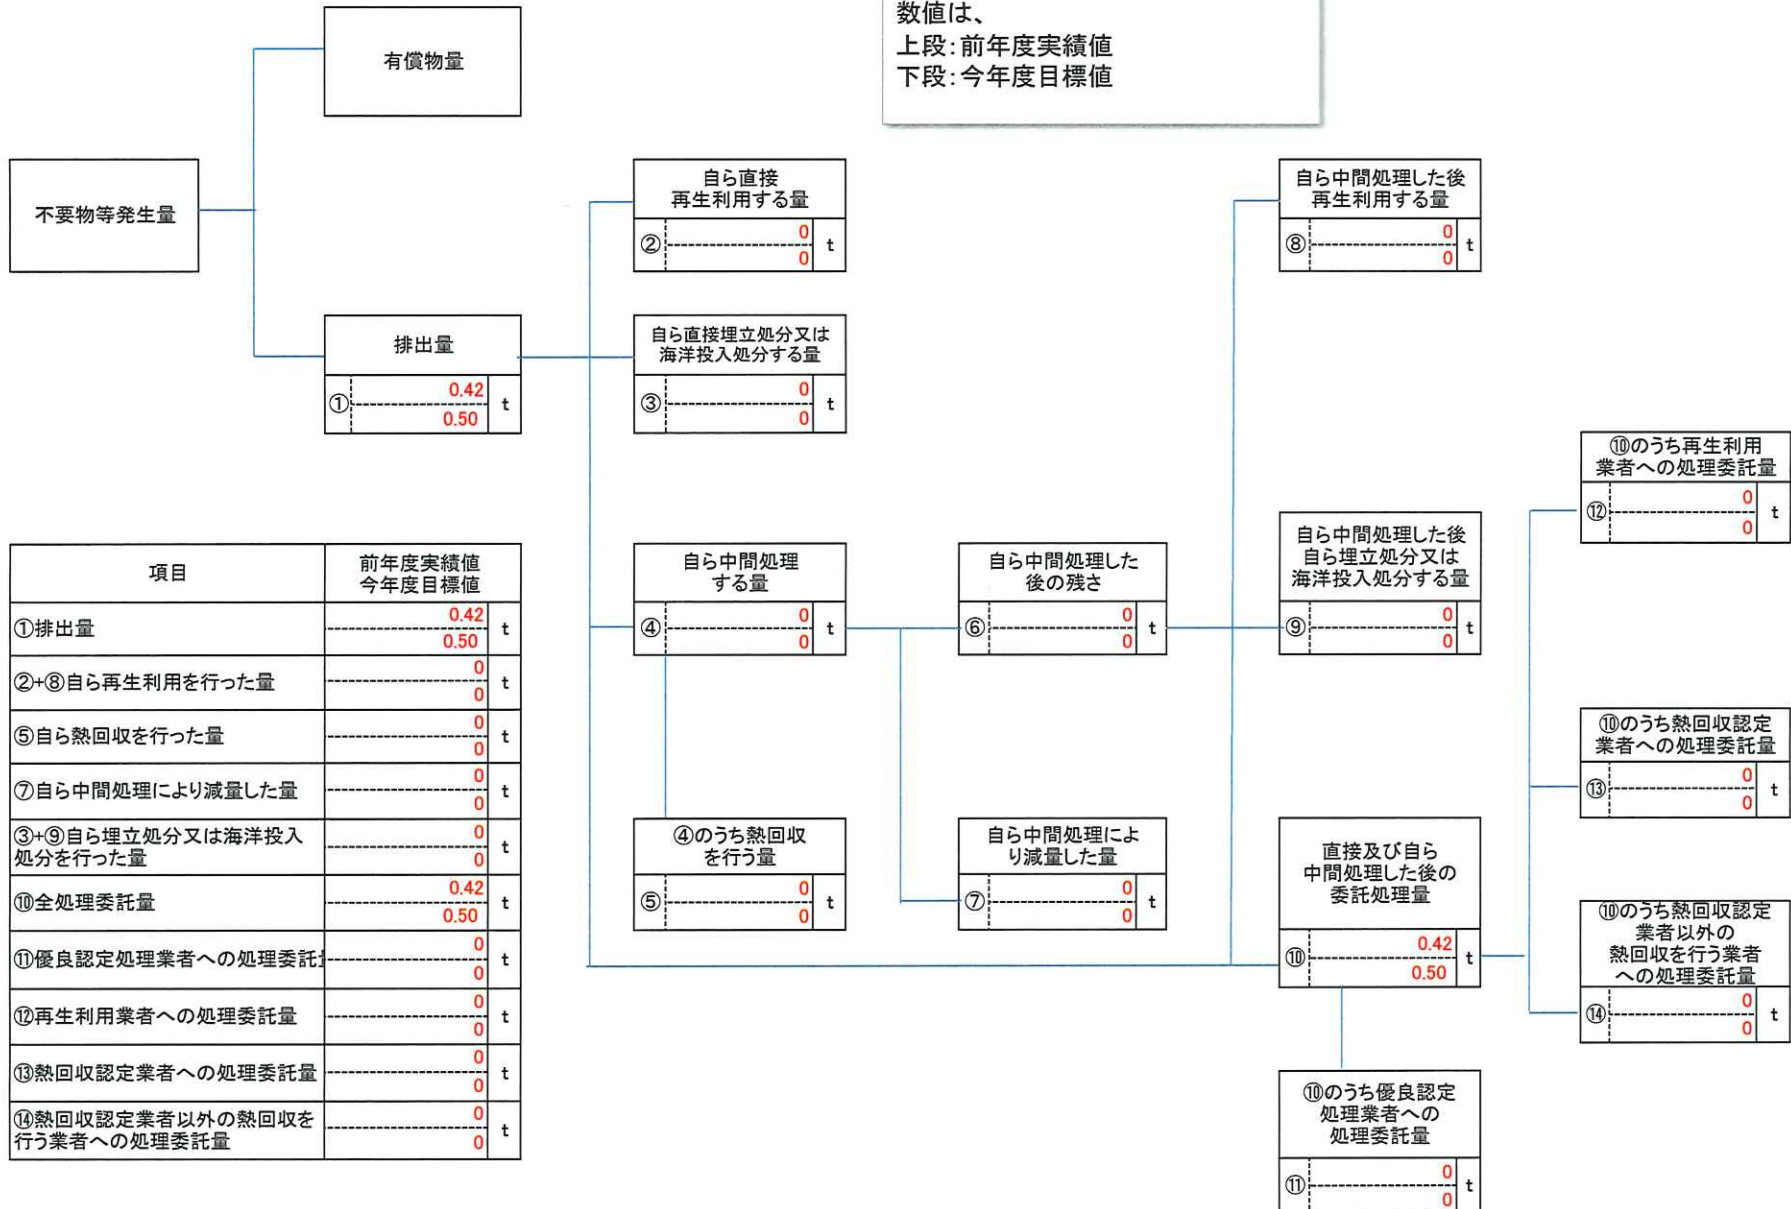 数値は、
上段:前年度実績値
下段:今年度目標値
有償物量
不要物等発生量
排出量
①
0.42
0.50
t
自ら直接
再生利用する量
②
0
0
t
自ら直接埋立処分又は
海洋投入処分する量
③
0
0
t
自ら中間処理した後
再生利用する量
⑧
0
0
t
自ら中間処理
する量
④
0
0
t
自ら中間処理した
後の残さ
⑥
0
0
t
自ら中間処理した後
自ら埋立処分又は
海洋投入処分する量
⑨
0
0
t
④のうち熱回収
を行う量
⑤
0
0
t
自ら中間処理によ
り減量した量
⑦
0
0
t
直接及び自ら
中間処理した後の
委託処理量
⑩
0.42
0.50
t
⑩のうち再生利用
業者への処理委託量
⑫
0
0
t
⑩のうち熱回収認定
業者への処理委託量
⑬
0
0
t
⑩のうち熱回収認定
業者以外の
熱回収を行う業者
への処理委託量
⑭
0
0
t
⑩のうち優良認定
処理業者への
処理委託量
⑪
0
0
t
項目
前年度実績値
今年度目標値
①排出量
0.42
0.50
t
②+⑧自ら再生利用を行った量
0
0
t
⑤自ら熱回収を行った量
0
0
t
⑦自ら中間処理により減量した量
0
0
t
③+⑨自ら埋立処分又は海洋投入
処分を行った量
0
0
t
⑩全処理委託量
0.42
0.50
t
⑪優良認定処理業者への処理委託
0
0
t
⑫再生利用業者への処理委託量
0
0
t
⑬熱回収認定業者への処理委託量
0
0
t
⑭熱回収認定業者以外の熱回収を
行う業者への処理委託量
0
0
t